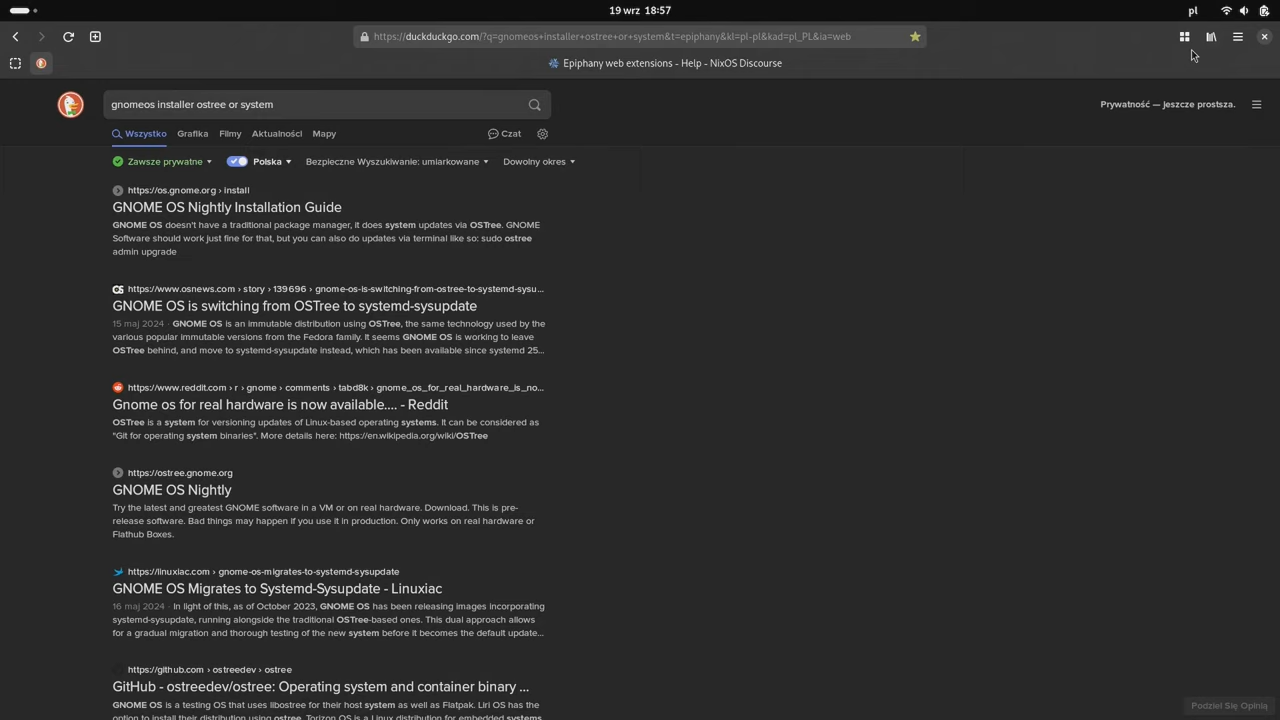 19 wrz 18:57
pl
https://duckduckgo.com/?q=gnomeos+installer+ostree+or+system&t=epiphany&kl=pl-pl&kad=pl_PL&ia=web
Epiphany web extensions - Help - NixOS Discourse
gnomeos installer ostree or system
Prywatność — jeszcze prostsza.
Wszystko Grafika Filmy Aktualności Mapy Czat
Zawsze prywatne Polska Bezpieczne Wyszukiwanie: umiarkowane Dowolny okres
https://os.gnome.org › install
GNOME OS Nightly Installation Guide
GNOME OS doesn't have a traditional package manager, it does system updates via OSTree. GNOME
Software should work just fine for that, but you can also do updates via terminal like so: sudo ostree
admin upgrade
https://www.osnews.com › story › 139696 › gnome-os-is-switching-from-ostree-to-systemd-sysu...
GNOME OS is switching from OSTree to systemd-sysupdate
15 maj 2024 · GNOME OS is an immutable distribution using OSTree, the same technology used by the
various popular immutable versions from the Fedora family. It seems GNOME OS is working to leave
OSTree behind, and move to systemd-sysupdate instead, which has been available since systemd 25...
https://www.reddit.com › r › gnome › comments › tabd8k › gnome_os_for_real_hardware_is_no...
Gnome os for real hardware is now available.... - Reddit
OSTree is a system for versioning updates of Linux-based operating systems. It can be considered as
"Git for operating system binaries". More details here: https://en.wikipedia.org/wiki/OSTree
https://ostree.gnome.org
GNOME OS Nightly
Try the latest and greatest GNOME software in a VM or on real hardware. Download. This is pre-
release software. Bad things may happen if you use it in production. Only works on real hardware or
Flathub Boxes.
https://linuxiac.com › gnome-os-migrates-to-systemd-sysupdate
GNOME OS Migrates to Systemd-Sysupdate - Linuxiac
16 maj 2024 · In light of this, as of October 2023, GNOME OS has been releasing images incorporating
systemd-sysupdate, running alongside the traditional OSTree-based ones. This dual approach allows
for a gradual migration and thorough testing of the new system before it becomes the default update...
https://github.com › ostreedev › ostree
GitHub - ostreedev/ostree: Operating system and container binary ...
GNOME OS is a testing OS that uses libostree for their host system as well as Flatpak. Liri OS has the
option to install their distribution using ostree. Torizon OS is a Linux distribution for embedded systems
Podziel Się Opinią